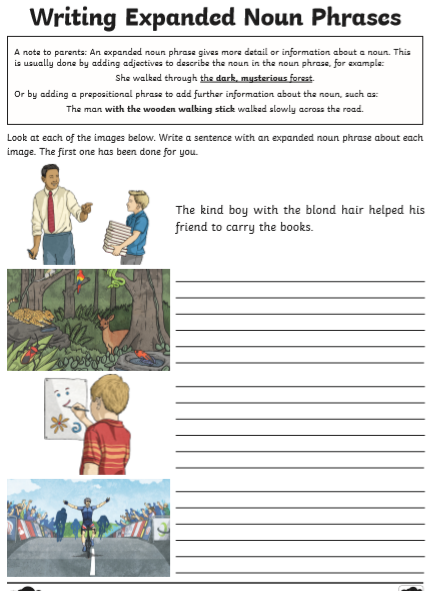 Writing Expanded Noun Phrases
A note to parents: An expanded noun phrase gives more detail or information about a noun. This
is usually done by adding adjectives to describe the noun in the noun phrase, for example:
She walked through the dark, mysterious forest.
Or by adding a prepositional phrase to add further information about the noun, such as:
The man with the wooden walking stick walked slowly across the road.
Look at each of the images below. Write a sentence with an expanded noun phrase about each
image. The first one has been done for you.
The kind boy with the blond hair helped his
friend to carry the books.